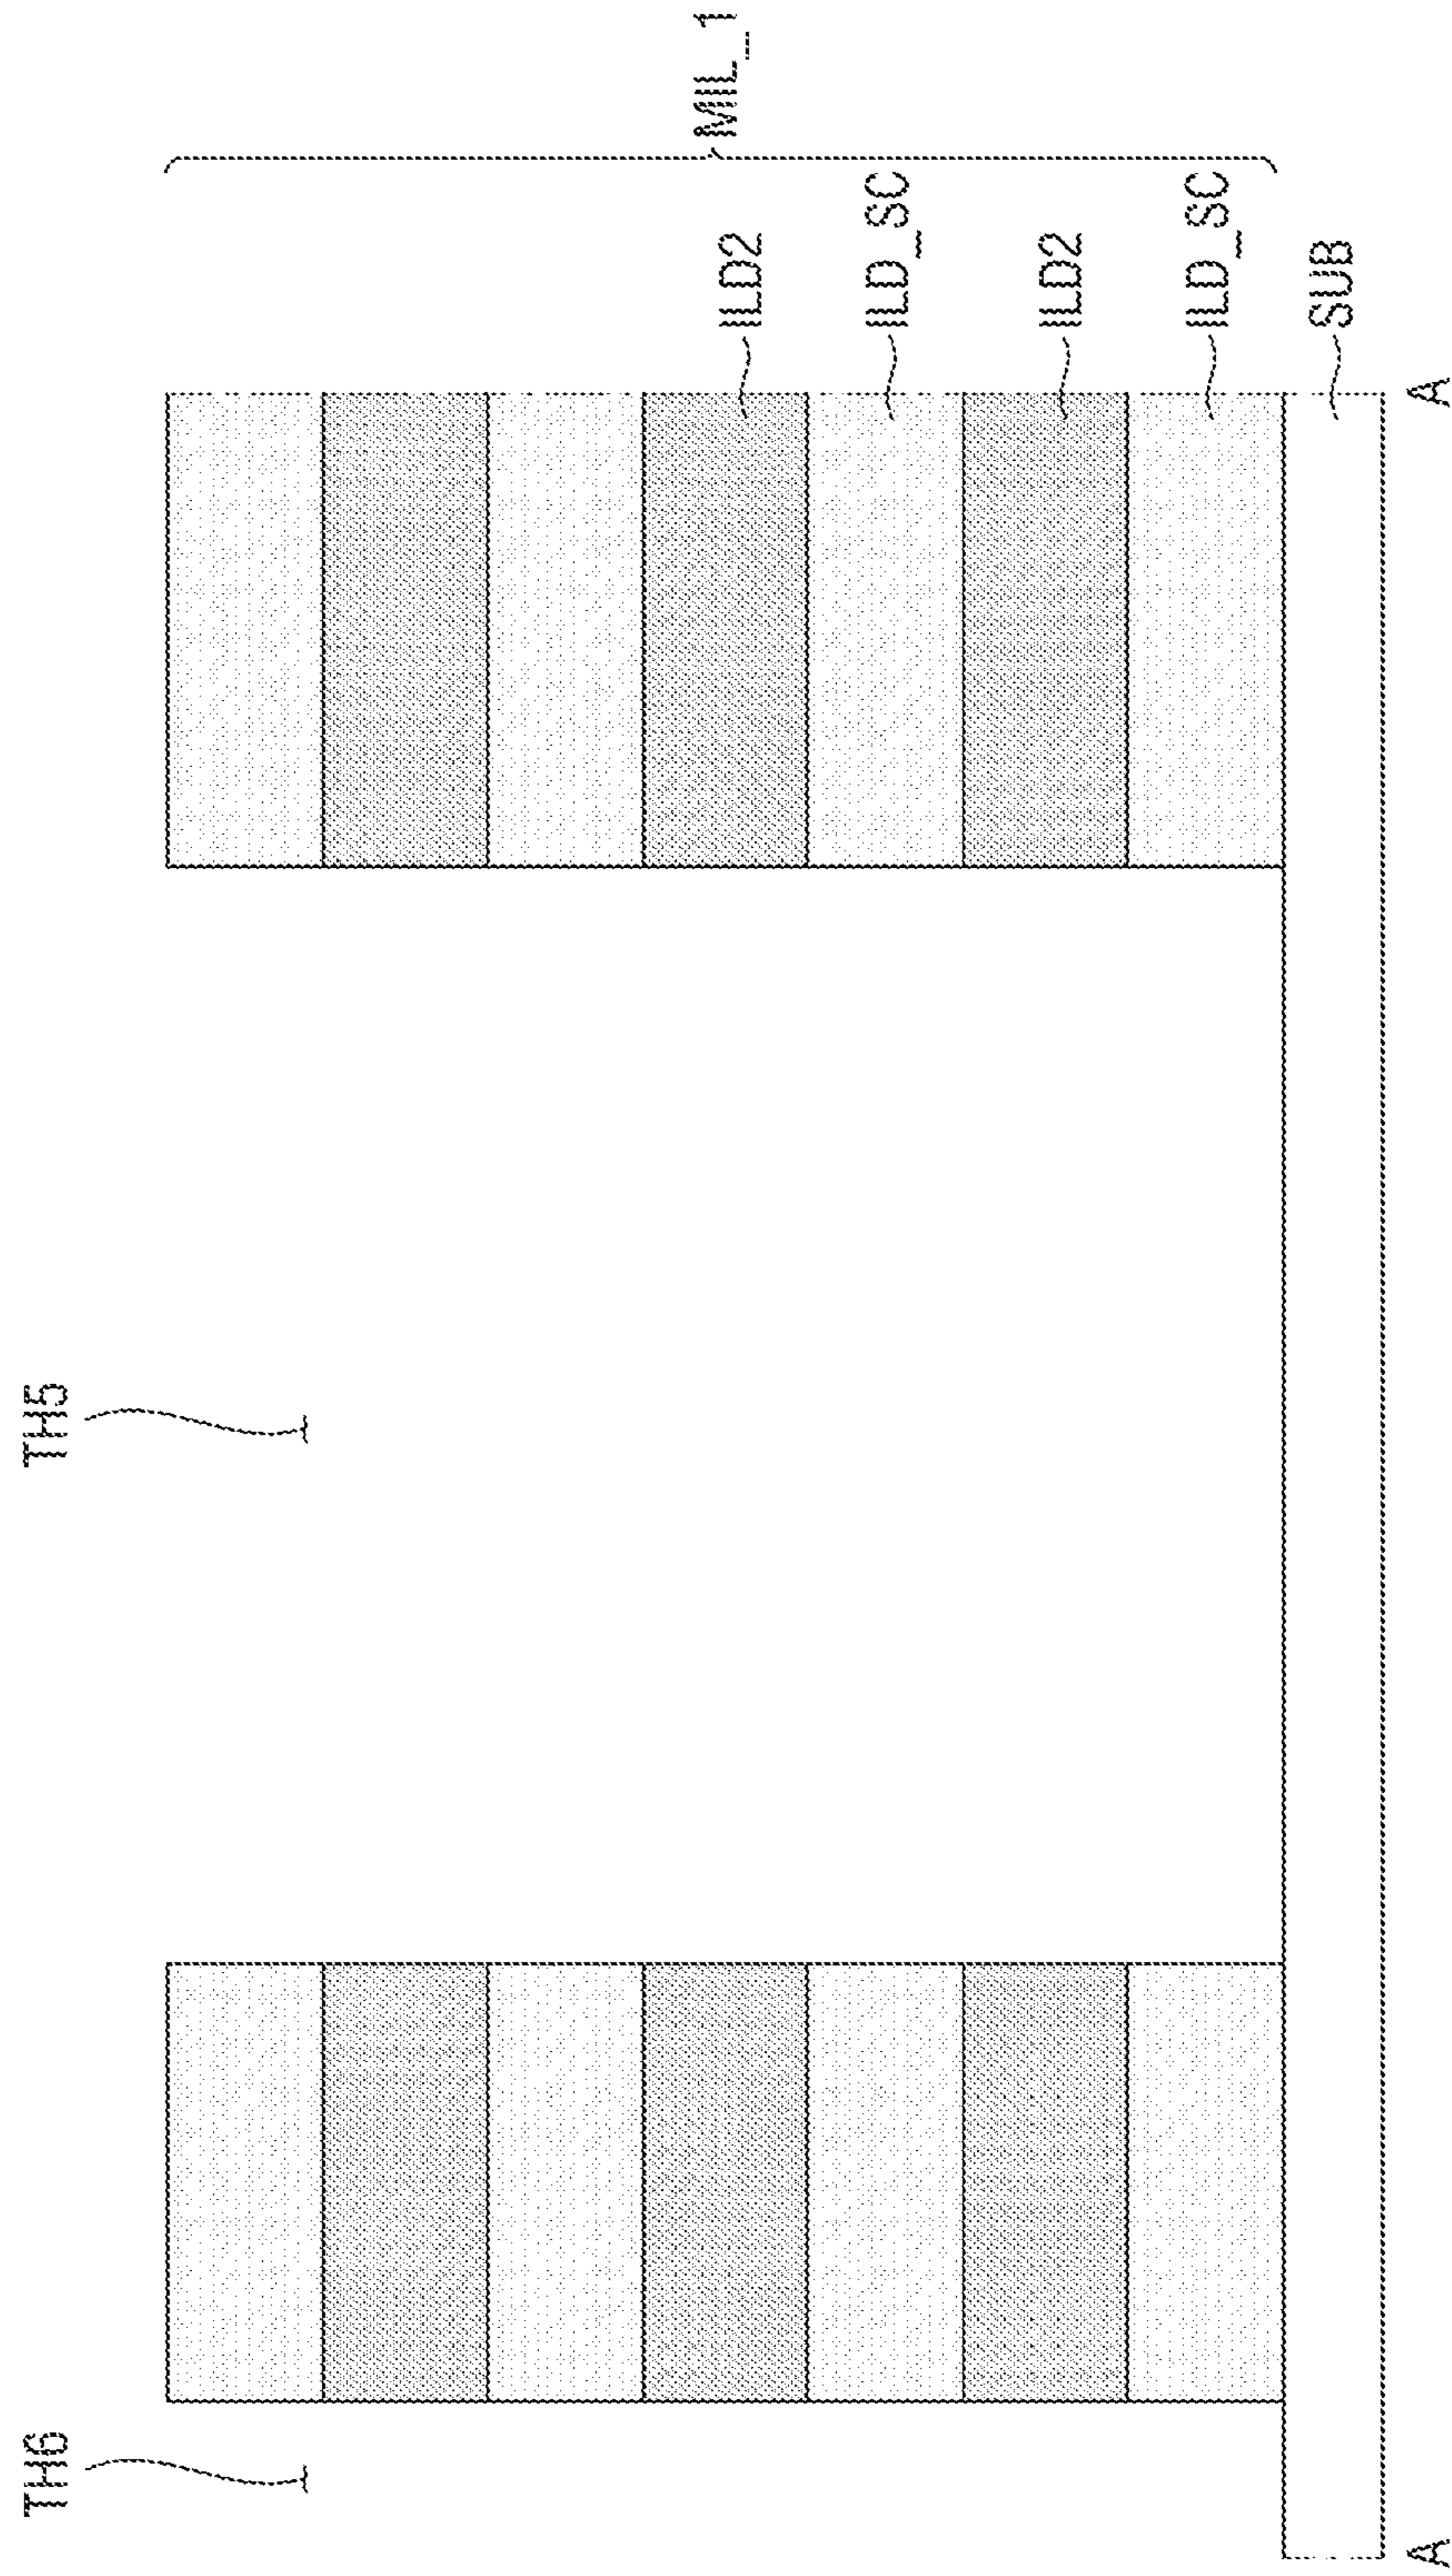 TH6
TH5
MIL_1
ILD2
ILD_SC
ILD2
ILD_SC
SUB
A
A